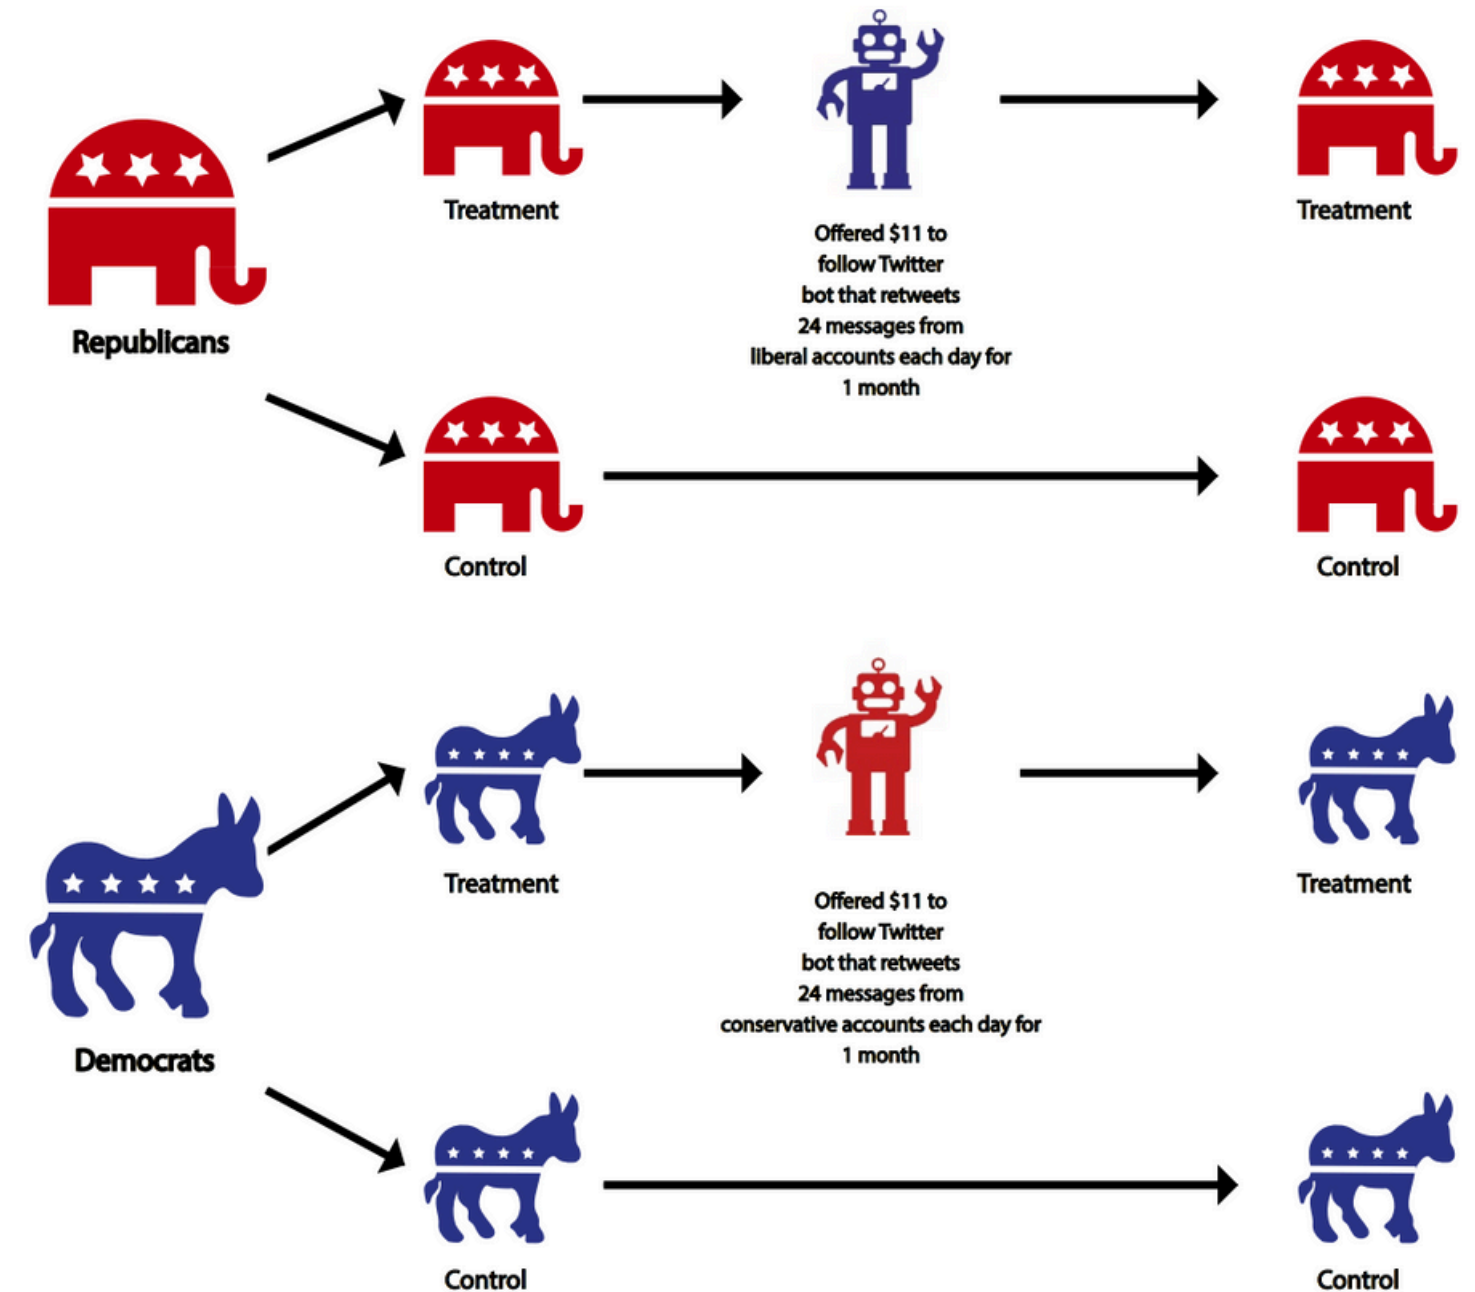 Treatment
Treatment
Offered $11 to
follow Twitter
bot that retweets
24 messages from
liberal accounts each day for
1 month
Republicans
Control
Control
Treatment
Treatment
Offered $11 to
follow Twitter
bot that retweets
24 messages from
conservative accounts each day for
1 month
Democrats
Control
Control